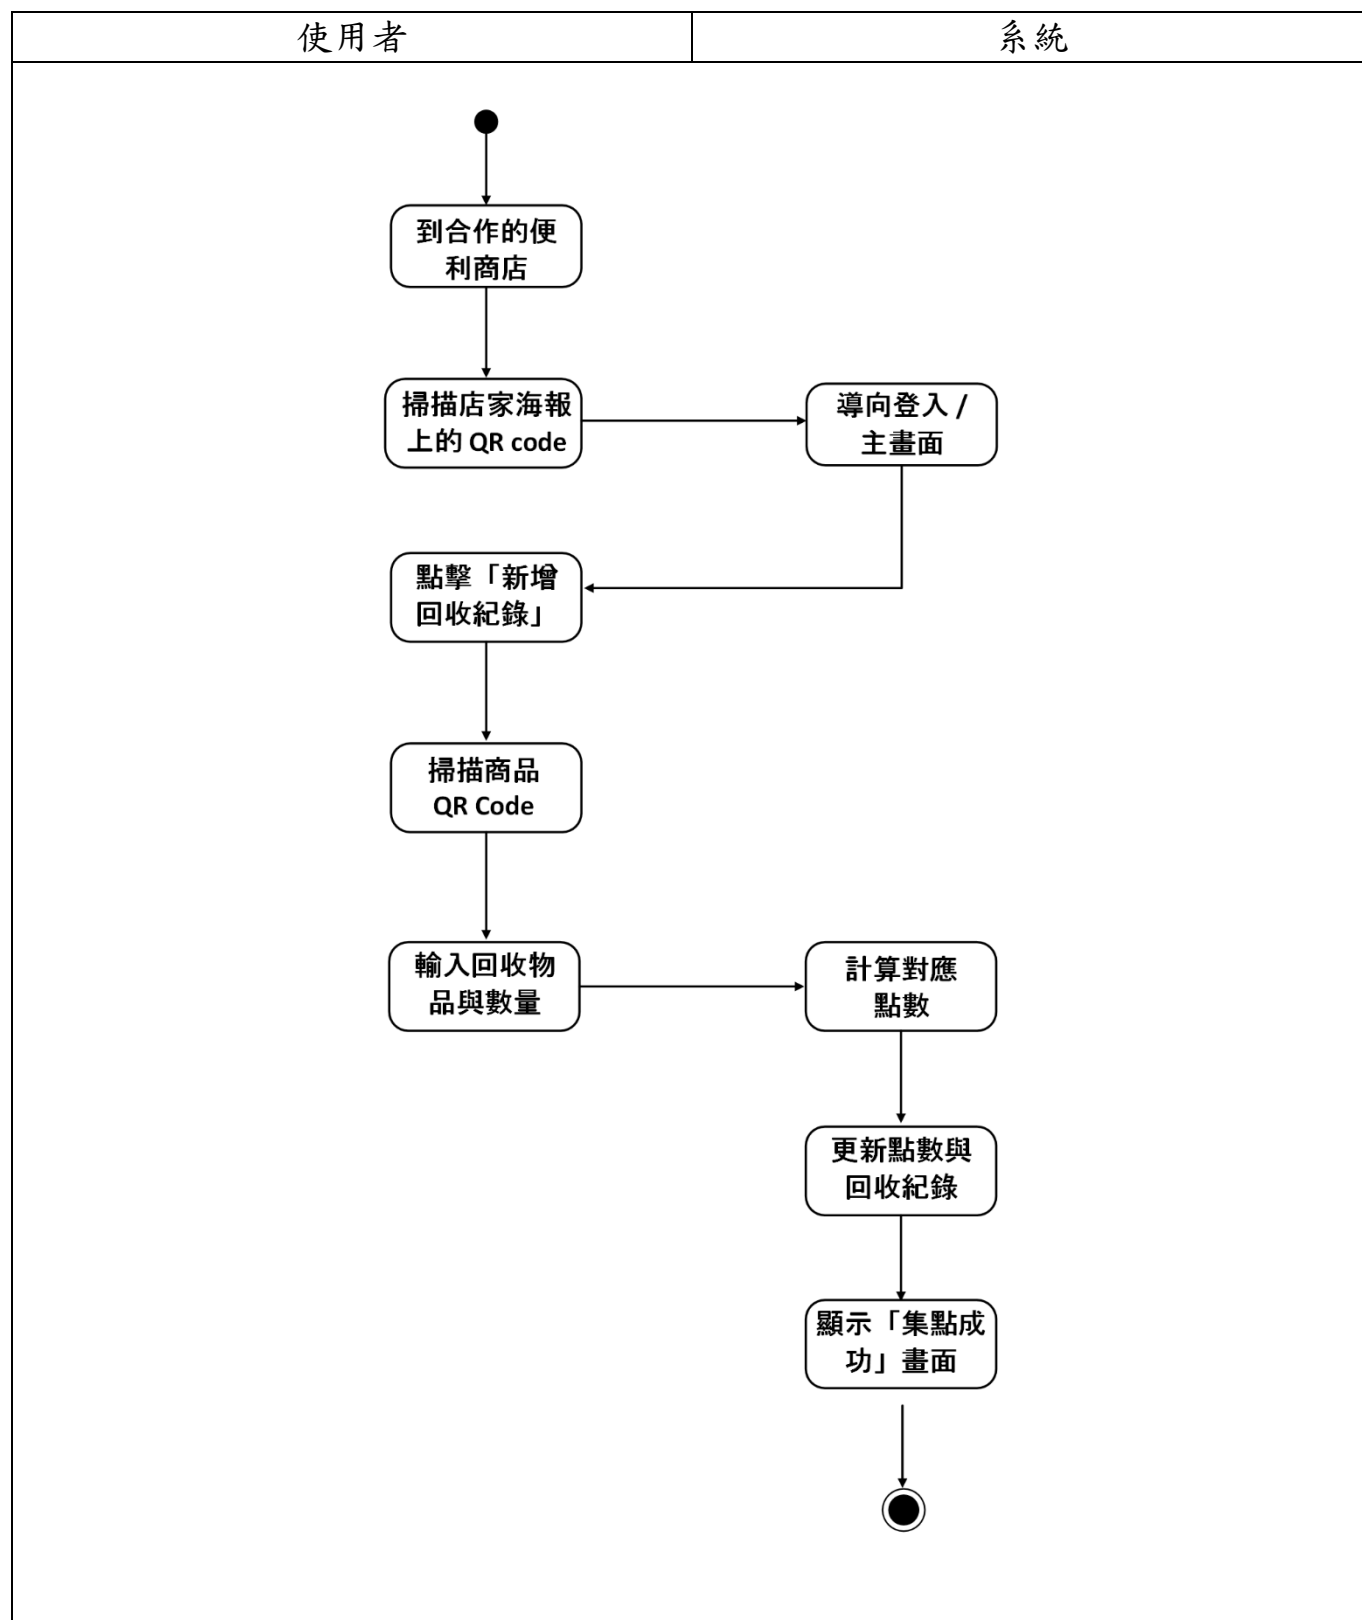 使用者
系統
到合作的便
利商店
掃描店家海報
上的 QR code
導向登入 /
主畫面
點擊「新增
回收紀錄」
掃描商品
QR Code
輸入回收物
品與數量
計算對應
點數
更新點數與
回收紀錄
顯示「集點成
功」畫面